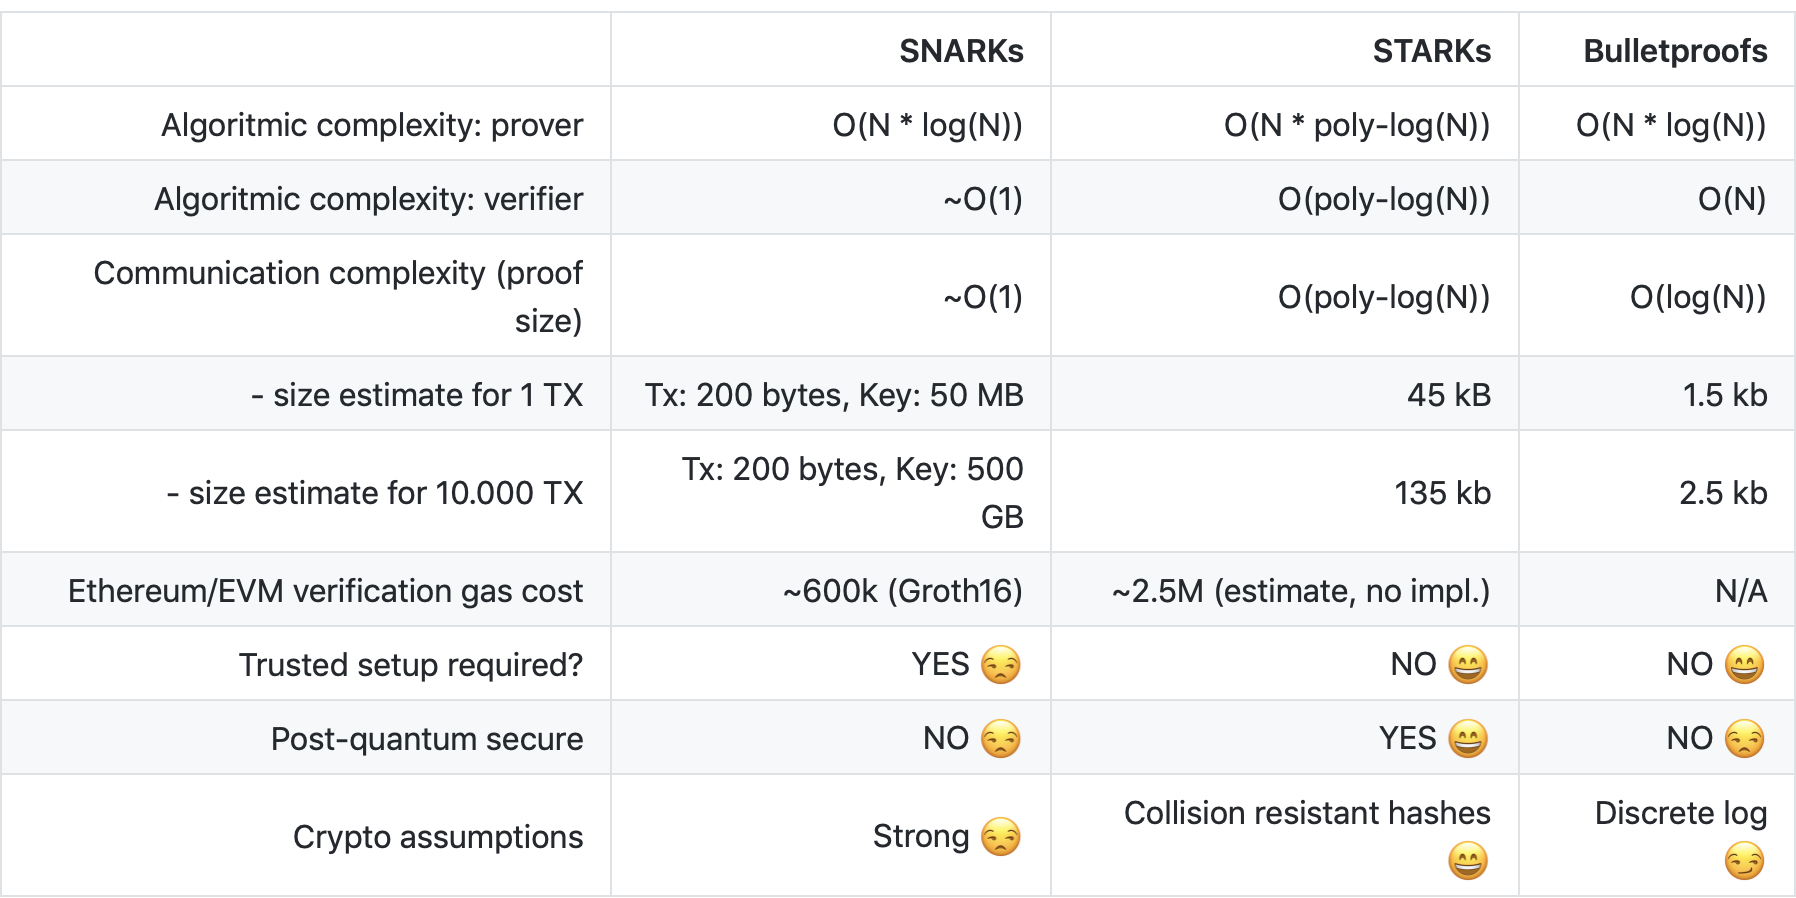 SNARKs STARKs Bulletproofs
Algoritmic complexity: prover O(N * log(N)) O(N * poly-log(N)) O(N * log(N))
Algoritmic complexity: verifier ~O(1) O(poly-log(N)) O(N)
Communication complexity (proof
size) ~O(1) O(poly-log(N)) O(log(N))
- size estimate for 1 TX Tx: 200 bytes, Key: 50 MB 45 kB 1.5 kb
- size estimate for 10.000 TX Tx: 200 bytes, Key: 500
GB 135 kb 2.5 kb
Ethereum/EVM verification gas cost ~600k (Groth16) ~2.5M (estimate, no impl.) N/A
Trusted setup required? YES 😒 NO 😄 NO 😄
Post-quantum secure NO 😒 YES 😄 NO 😒
Crypto assumptions Strong 😒 Collision resistant hashes
😄 Discrete log
😏